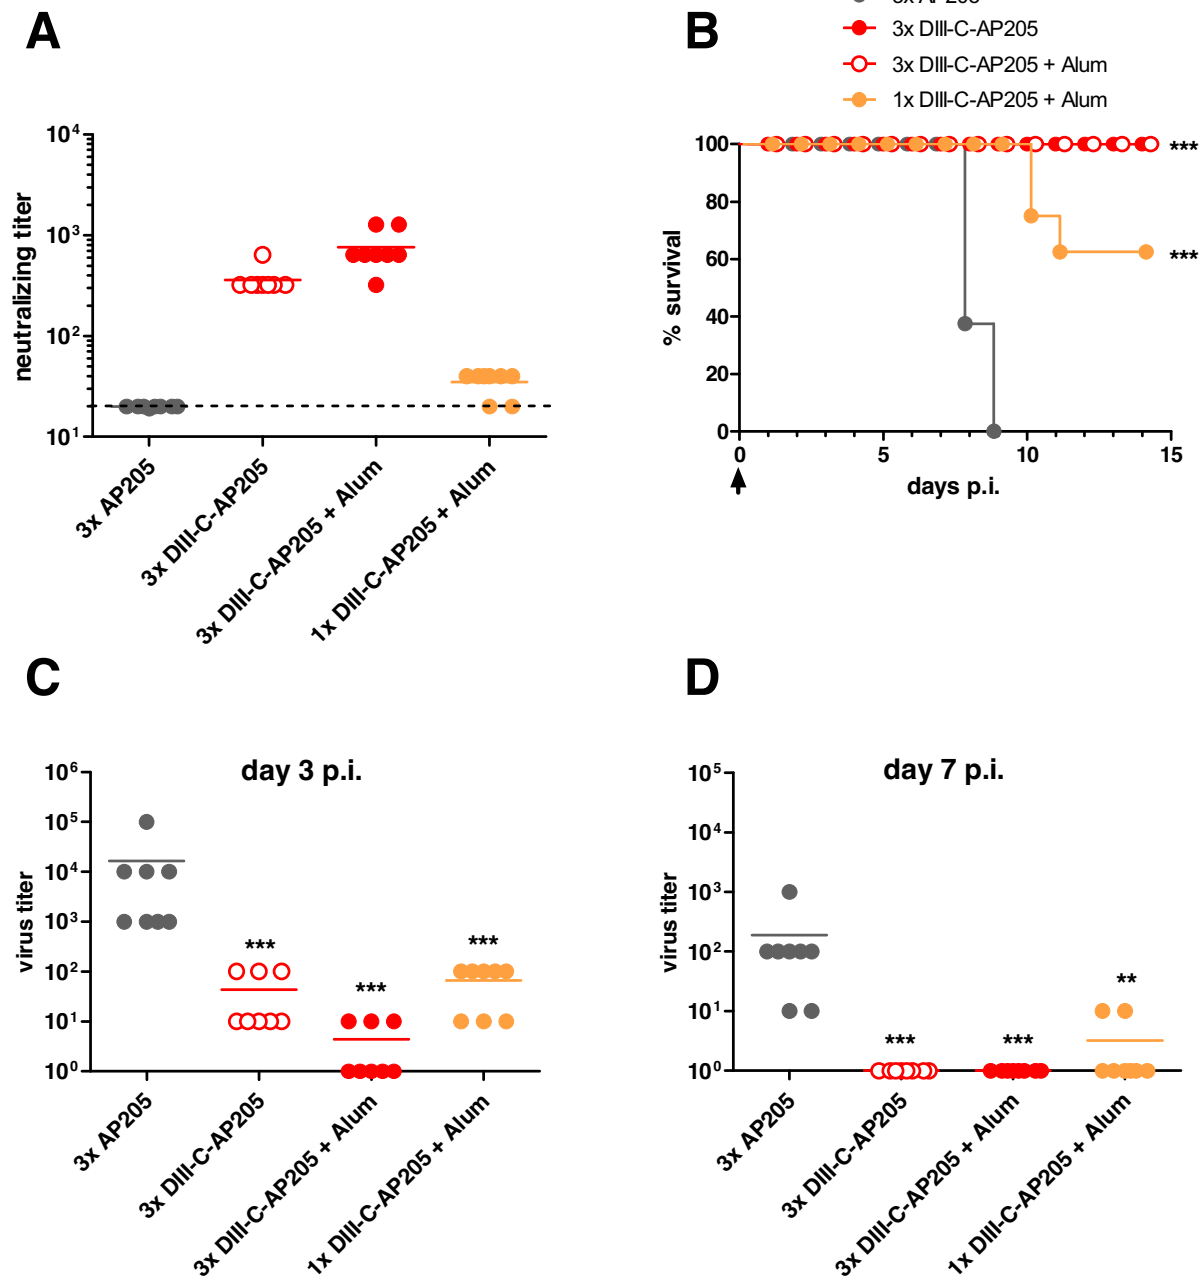 A
B
3x AP205
3x DIII-C-AP205
3x DIII-C-AP205 + Alum
1x DIII-C-AP205 + Alum
neutralizing titer
10⁴
10³
10²
10¹
3x AP205
3x DIII-C-AP205
3x DIII-C-AP205 + Alum
1x DIII-C-AP205 + Alum
% survival
100
80
60
40
20
0
***
***
0
5
10
15
days p.i.
C
D
day 3 p.i.
virus titer
10⁶
10⁵
10⁴
10³
10²
10¹
10⁰
***
***
***
3x AP205
3x DIII-C-AP205
3x DIII-C-AP205 + Alum
1x DIII-C-AP205 + Alum
day 7 p.i.
virus titer
10⁵
10⁴
10³
10²
10¹
10⁰
***
***
**
3x AP205
3x DIII-C-AP205
3x DIII-C-AP205 + Alum
1x DIII-C-AP205 + Alum